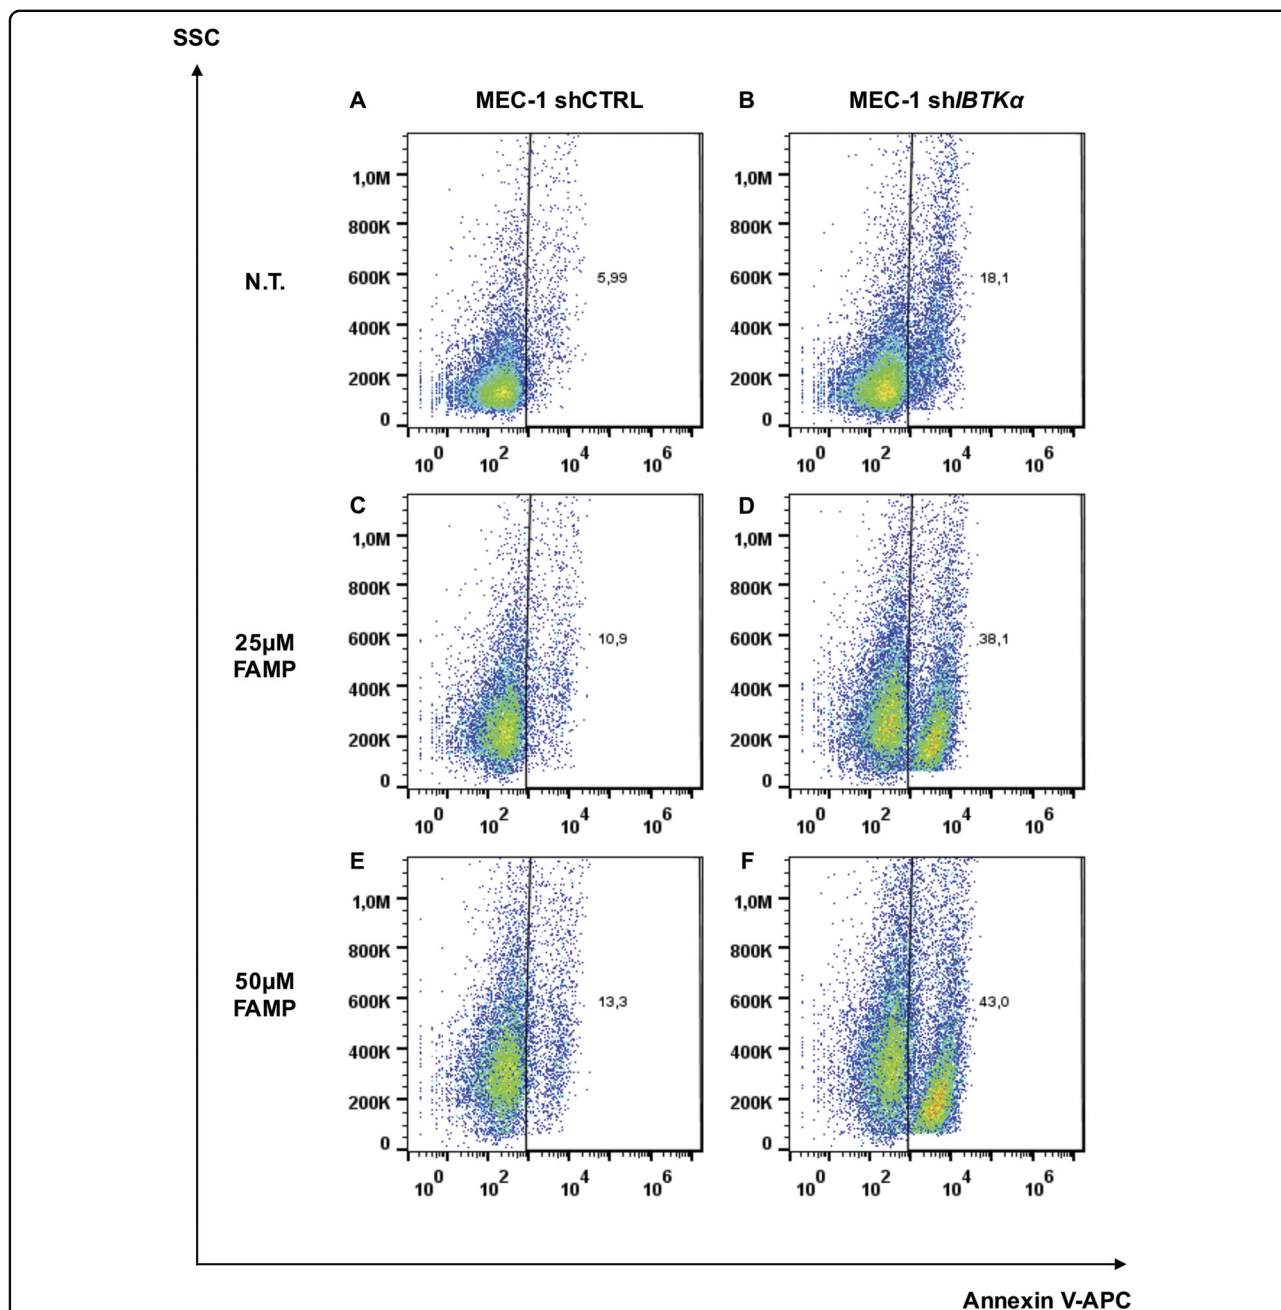 SSC
A MEC-1 shCTRL B MEC-1 shIBTKα
1,0M 1,0M
800K 800K
600K 5,99 600K 18,1
N.T.
400K 400K
200K 200K
0 0
10^0 10^2 10^4 10^6 10^0 10^2 10^4 10^6
C D
1,0M 1,0M
800K 800K
25µM
FAMP
600K 10,9 600K 38,1
400K 400K
200K 200K
0 0
10^0 10^2 10^4 10^6 10^0 10^2 10^4 10^6
E F
1,0M 1,0M
800K 800K
50µM
FAMP
600K 13,3 600K 43,0
400K 400K
200K 200K
0 0
10^0 10^2 10^4 10^6 10^0 10^2 10^4 10^6
Annexin V-APC